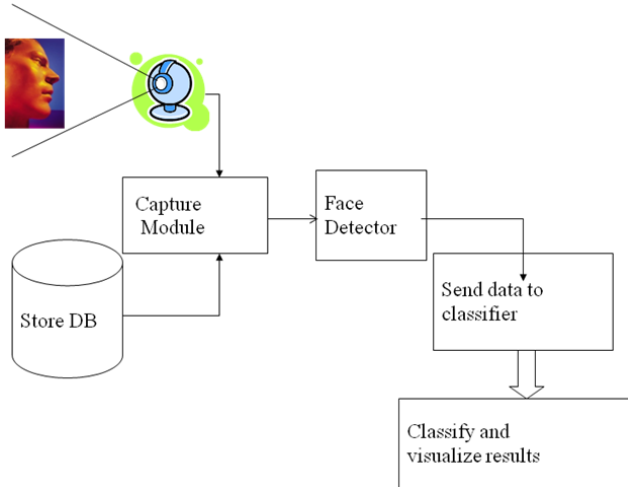 Capture
Module
Face
Detector
Store DB
Send data to
classifier
Classify and
visualize results